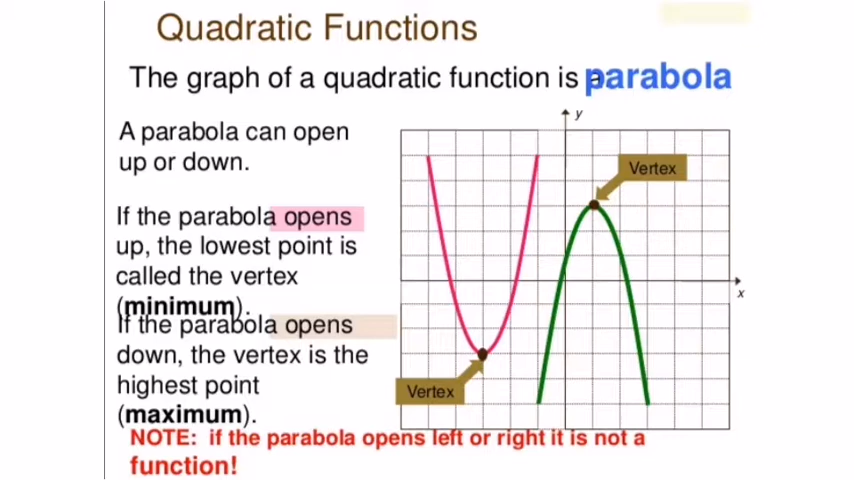 Quadratic Functions
The graph of a quadratic function is a parabola
A parabola can open
up or down.
If the parabola opens
up, the lowest point is
called the vertex
(minimum).
If the parabola opens
down, the vertex is the
highest point
(maximum).
NOTE: if the parabola opens left or right it is not a
function!
y
Vertex
x
Vertex